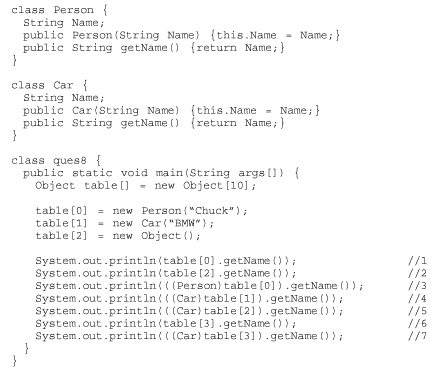 class Person {
String Name;
public Person(String Name) {this.Name = Name;}
public String getName() {return Name;}
}
class Car {
String Name;
public Car(String Name) {this.Name = Name;}
public String getName() {return Name;}
}
class ques8 {
public static void main(String args[]) {
Object table[] = new Object[10];
table[0] = new Person("Chuck");
table[1] = new Car("BMW");
table[2] = new Object();
System.out.println(table[0].getName()); //1
System.out.println(table[2].getName()); //2
System.out.println(((Person)table[0]).getName()); //3
System.out.println(((Car)table[1]).getName()); //4
System.out.println(((Car)table[2]).getName()); //5
System.out.println(table[3].getName()); //6
System.out.println(((Car)table[3]).getName()); //7
}
}